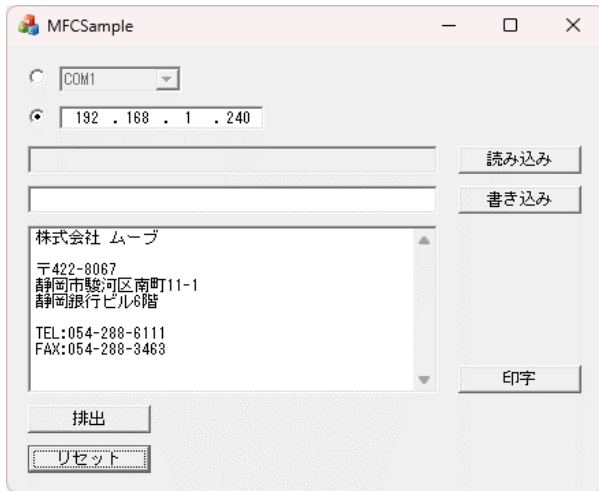 MFCSample
COM1
192 . 168 . 1 . 240
読み込み
書き込み
株式会社 ムーブ
〒422-8067
静岡市駿河区南町11-1
静岡銀行ビル6階
TEL:054-288-6111
FAX:054-288-3463
印字
排出
リセット